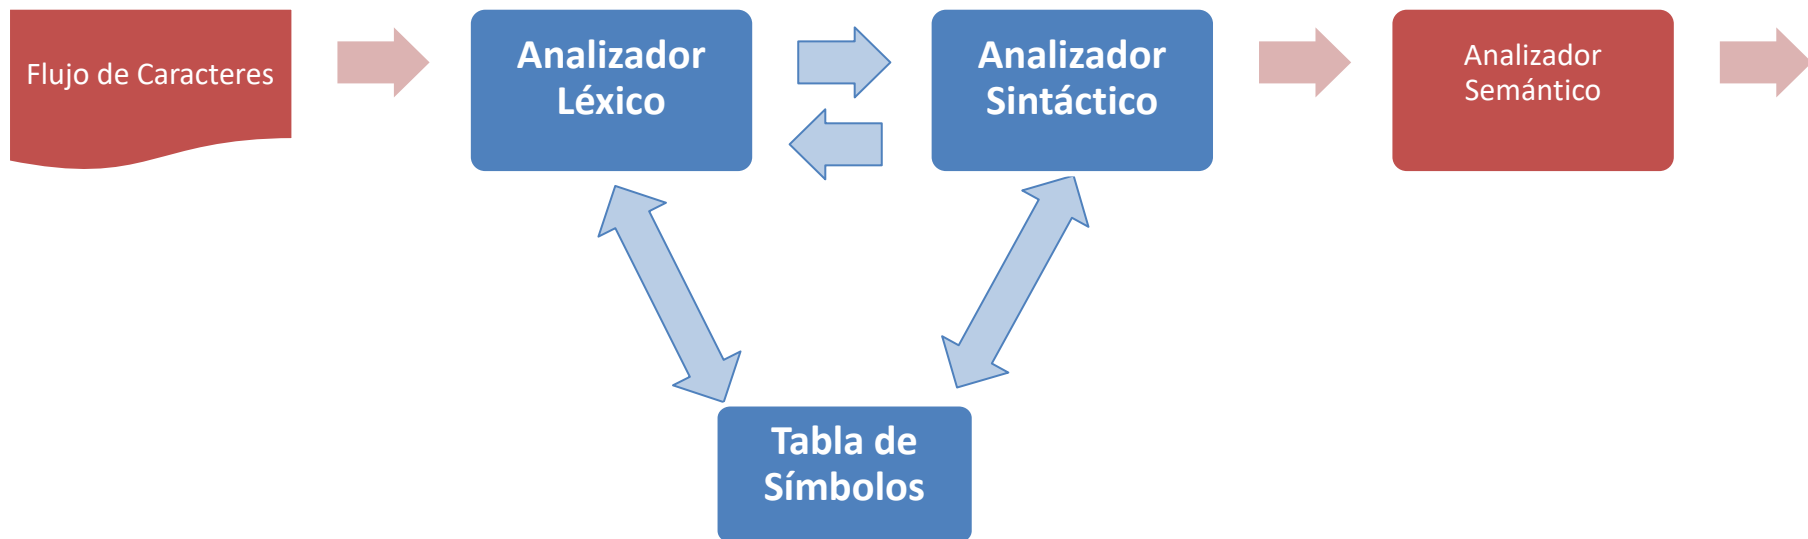 Flujo de Caracteres
Analizador
Léxico
Analizador
Sintáctico
Analizador
Semántico
Tabla de
Símbolos